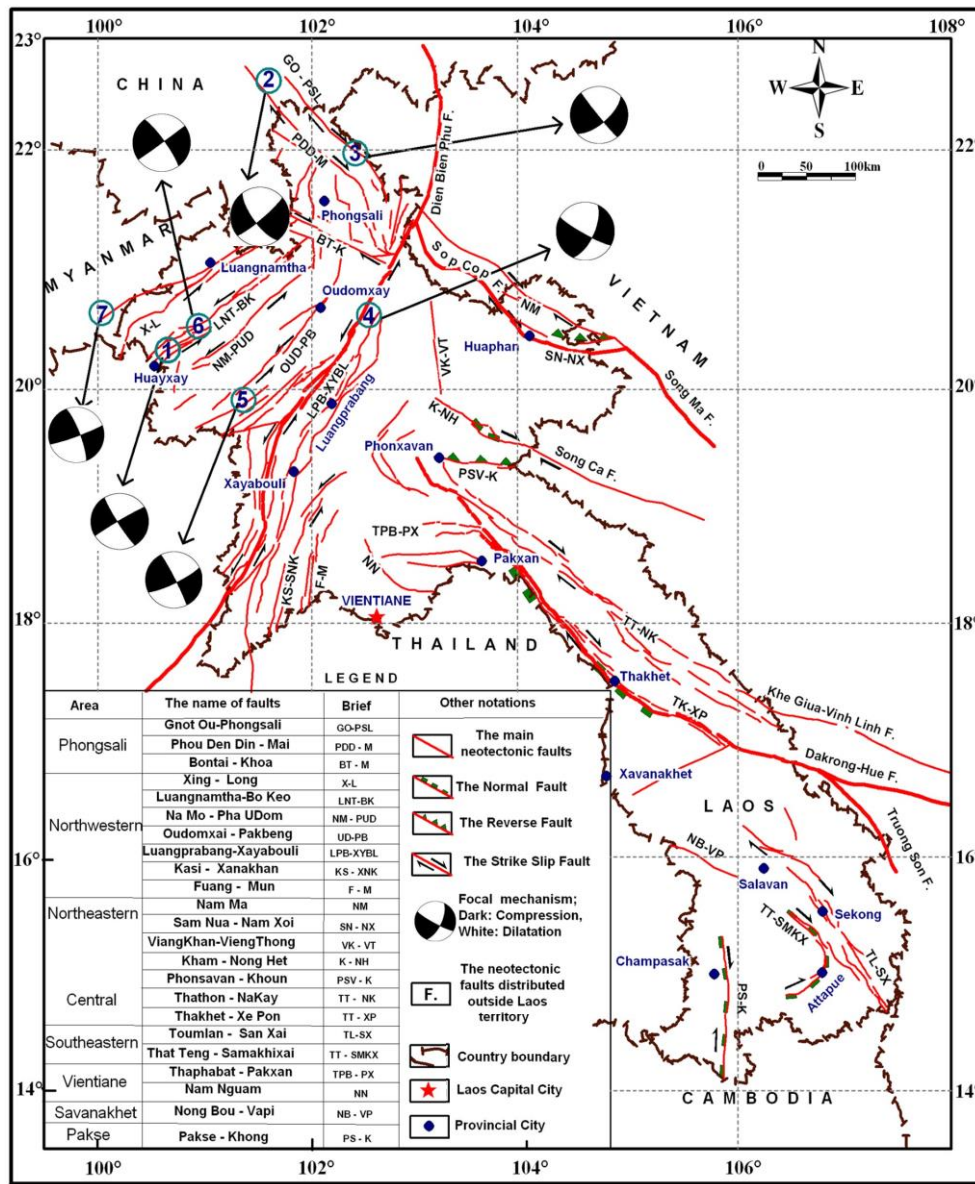 100° 102° 104° 106° 108°
23°
CHINA
2
GO - PSL
N
W E
S
3
Dien Bien Phu F.
22° 22°
PDD-M
0 50 100km
Phongsali
MYANMAR
BT-K
Luangnamtha
Sop Cop F.
VIETNAM
Oudomxay
NM
7
X-L
6
LNT-BK
4
1
NM-PUD
Huaphan
OUD-PB
VK-VT
SN-NX
Huayxay
20° 20°
5
LPB-XYBL
Luangprabang
Song Ma F.
K-NH
Phonxavan
Song Ca F.
PSV-K
Xayabouli
TPB-PX
NN
Pakxan
KS-SNK
F-M
VIENTIANE
TT-NK
18° 18°
THAILAND
Thakhet
Khe Giua-Vinh Linh F.
TK-XP
Dakrong-Hue F.
Xavanakhet
LAOS
Truong Son F.
16° 16°
NB-VP
Salavan
Sekong
TT-SMKX
Champasak
TL-SX
Attapue
PS-K
14° 14°
CAMBODIA
LEGEND
Area The name of faults Brief Other notations
Phongsali
Gnot Ou-Phongsali GO-PSL
Phou Den Din - Mai PDD - M
Bontai - Khoa BT - M
Northwestern
Xing - Long X-L
Luangnamtha-Bo Keo LNT-BK
Na Mo - Pha UDom NM - PUD
Oudomxai - Pakbeng UD-PB
Luangprabang-Xayabouli LPB-XYBL
Kasi - Xanakhan KS - XNK
Fuang - Mun F - M
Northeastern
Nam Ma NM
Sam Nua - Nam Xoi SN - NX
ViangKhan-ViengThong VK - VT
Kham - Nong Het K - NH
Central
Phonsavan - Khoun PSV - K
Thathon - NaKay TT - NK
Thakhet - Xe Pon TT - XP
Southeastern
Toumlan - San Xai TL-SX
That Teng - Samakhixai TT - SMKX
Vientiane
Thaphabat - Pakxan TPB - PX
Nam Nguam NN
Savanakhet
Nong Bou - Vapi NB - VP
Pakse
Pakse - Khong PS - K
The main
neotectonic faults
The Normal Fault
The Reverse Fault
The Strike Slip Fault
Focal mechanism;
Dark: Compression,
White: Dilatation
F.
The neotectonic
faults distributed
outside Laos
territory
Country boundary
Laos Capital City
Provincial City
100° 102° 104° 106° 108°